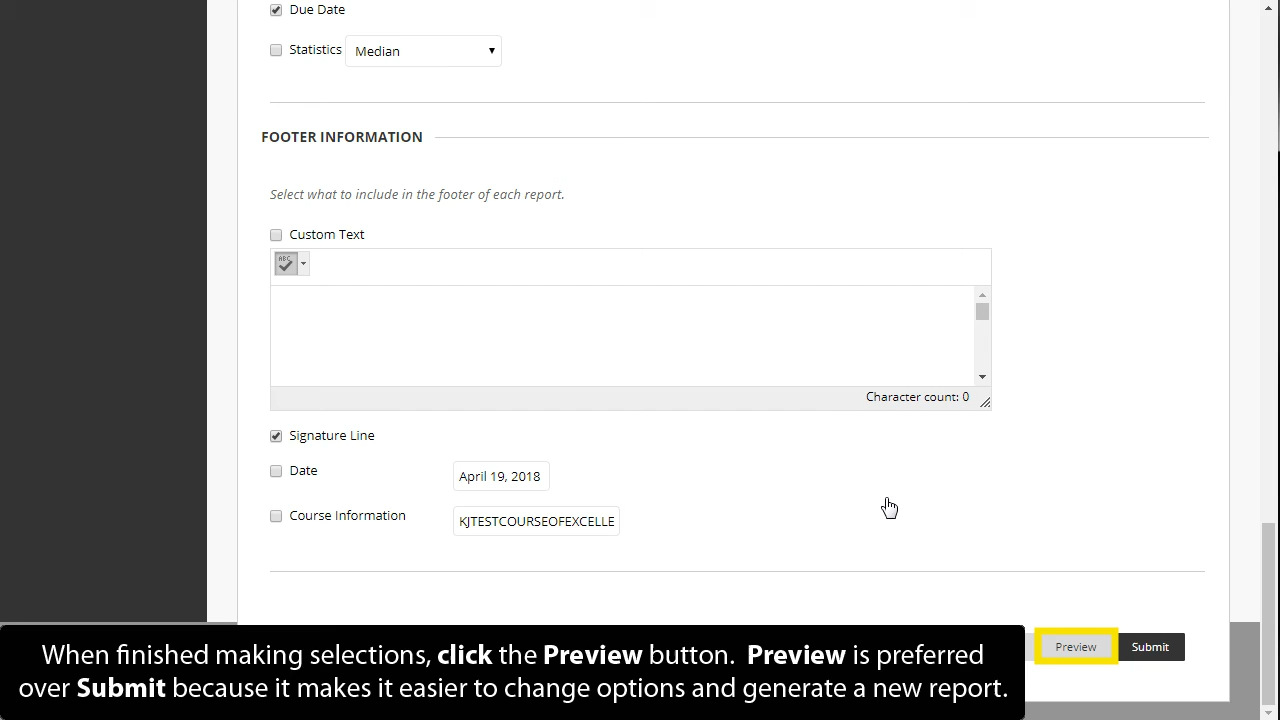 Due Date
Statistics Median
FOOTER INFORMATION
Select what to include in the footer of each report.
Custom Text
ABC
Character count: 0
Signature Line
Date April 19, 2018
Course Information KJTESTCOURSEOFEXCELLE
Preview Submit
When finished making selections, click the Preview button. Preview is preferred
over Submit because it makes it easier to change options and generate a new report.